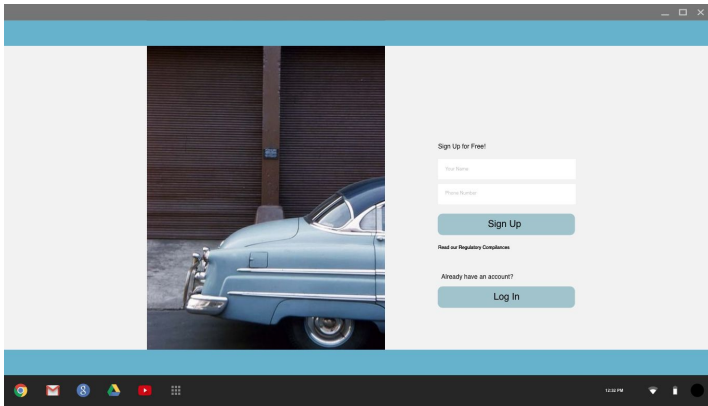 Sign Up for Free!
Your Name
Phone Number
Sign Up
Read our Regulatory Compliances
Already have an account?
Log In
12:32 PM